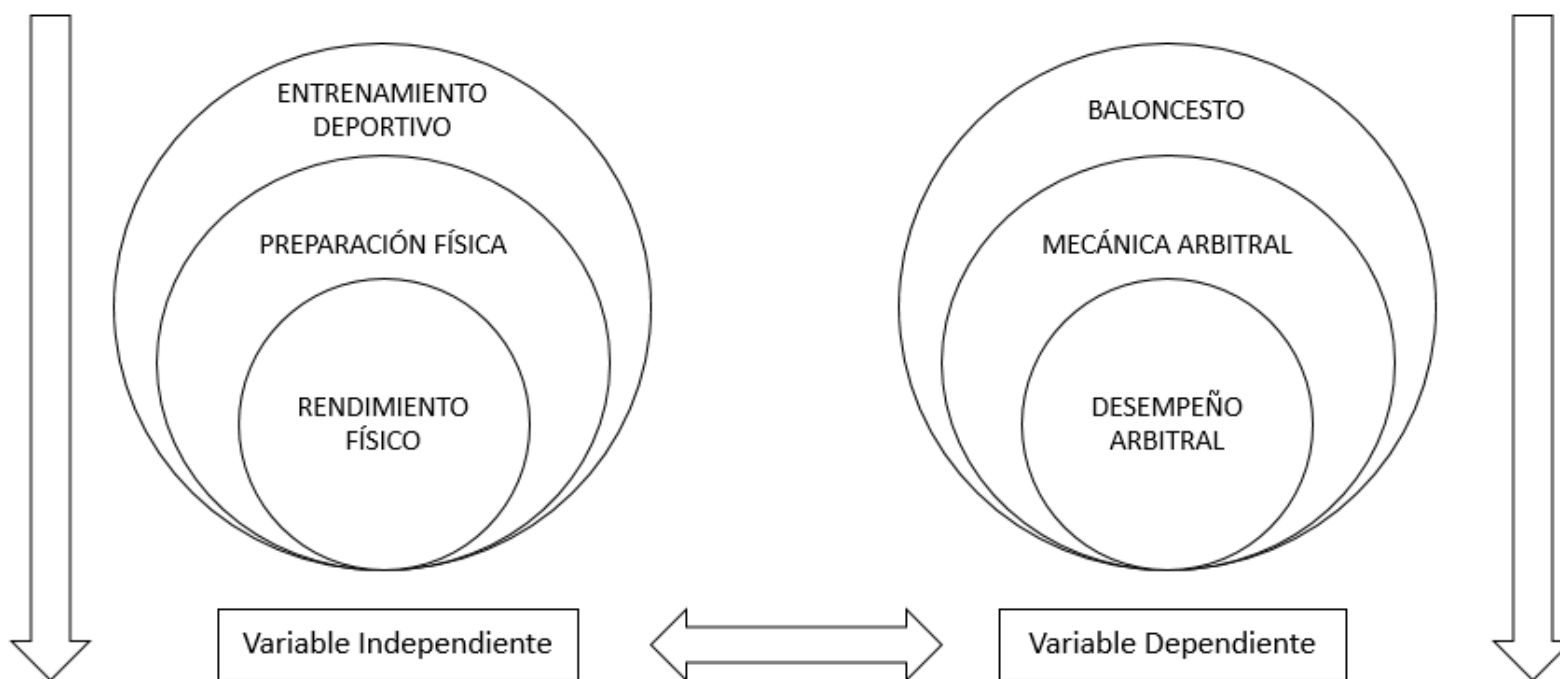 ENTRENAMIENTO
DEPORTIVO
PREPARACIÓN FÍSICA
RENDIMIENTO
FÍSICO
Variable Independiente
BALONCESTO
MECÁNICA ARBITRAL
DESEMPEÑO
ARBITRAL
Variable Dependiente